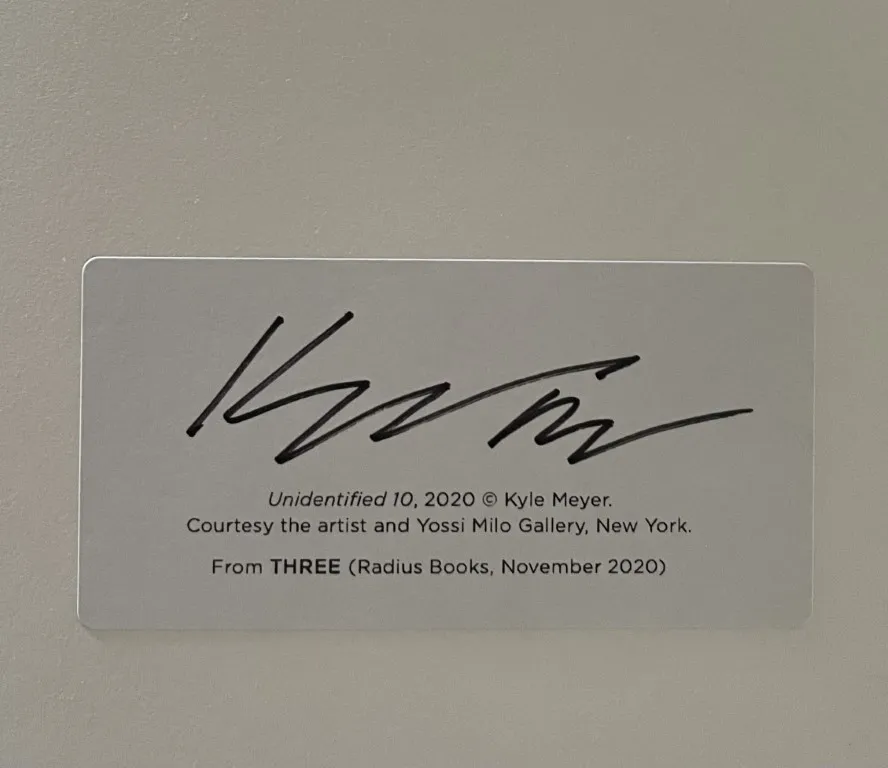 Unidentified 10, 2020 © Kyle Meyer.
Courtesy the artist and Yossi Milo Gallery, New York.
From THREE (Radius Books, November 2020)